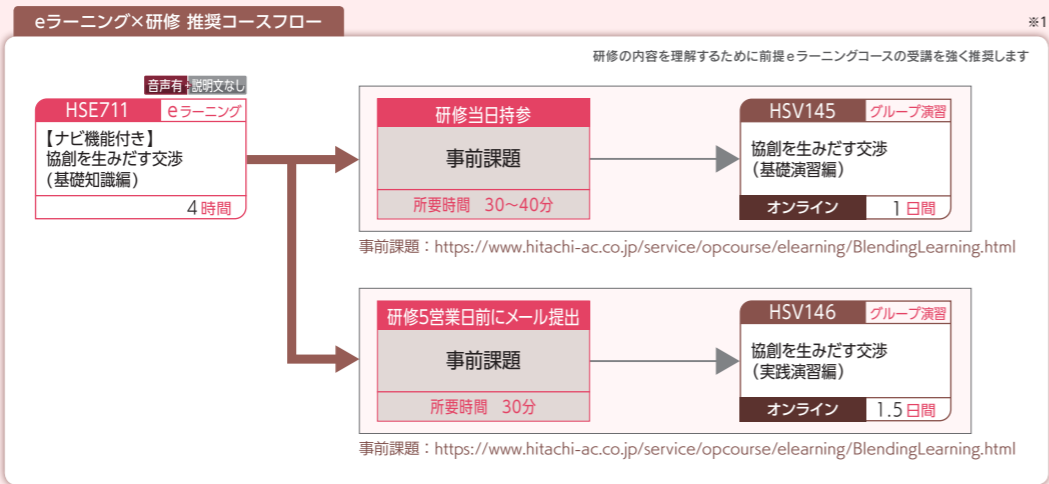 eラーニング×研修 推奨コースフロー
※1
研修の内容を理解するために前提eラーニングコースの受講を強く推奨します
音声有+説明文なし
HSE711 eラーニング
【ナビ機能付き】
協創を生みだす交渉
(基礎知識編)
4時間
研修当日持参
事前課題
所要時間 30〜40分
HSV145 グループ演習
協創を生みだす交渉
(基礎演習編)
オンライン 1日間
事前課題:https://www.hitachi-ac.co.jp/service/opcourse/elearning/BlendingLearning.html
研修5営業日前にメール提出
事前課題
所要時間 30分
HSV146 グループ演習
協創を生みだす交渉
(実践演習編)
オンライン 1.5日間
事前課題:https://www.hitachi-ac.co.jp/service/opcourse/elearning/BlendingLearning.html